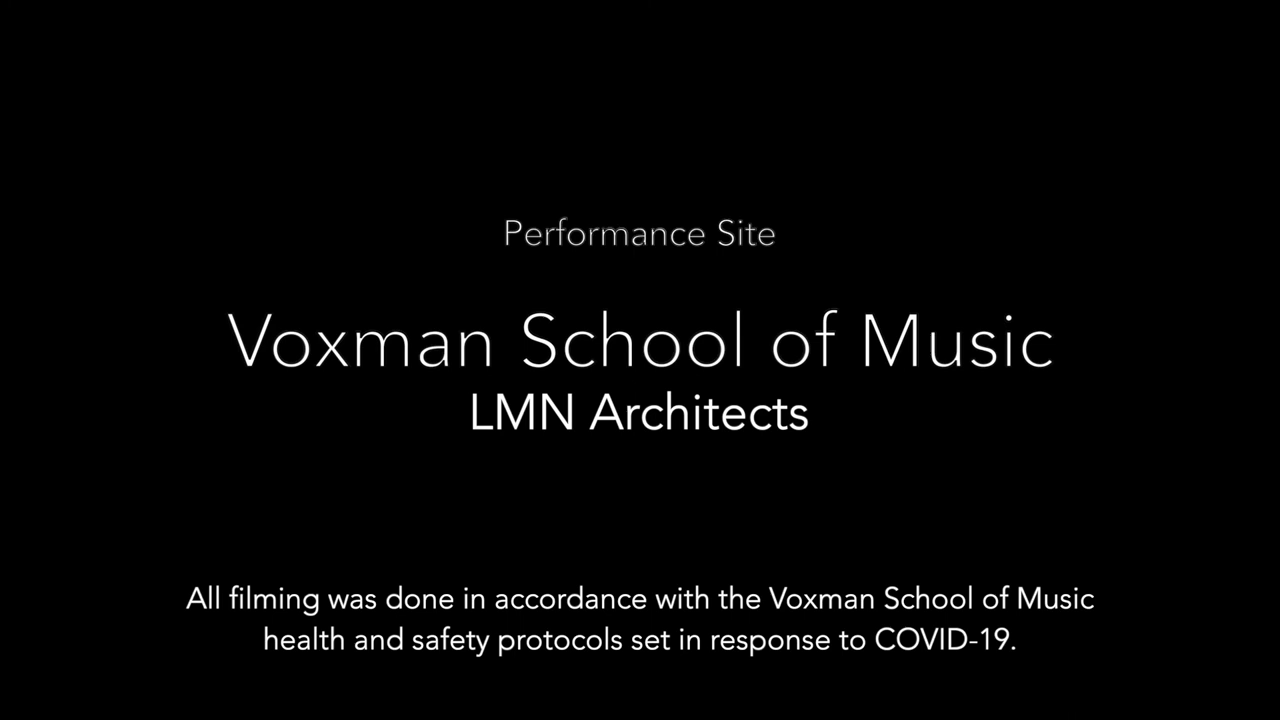 Performance Site
Voxman School of Music
LMN Architects
All filming was done in accordance with the Voxman School of Music
health and safety protocols set in response to COVID-19.